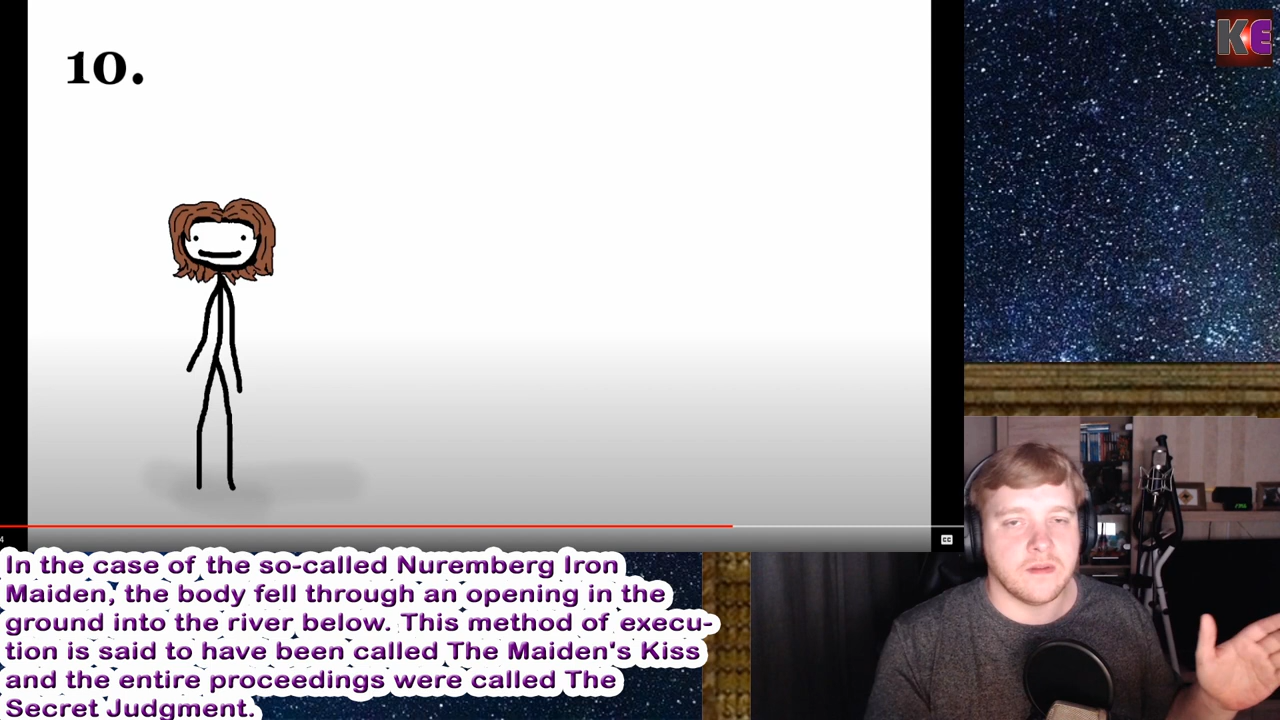 10.
KE
4
CC
In the case of the so-called Nuremberg Iron
Maiden, the body fell through an opening in the
ground into the river below. This method of execu-
tion is said to have been called The Maiden's Kiss
and the entire proceedings were called The
Secret Judgment.